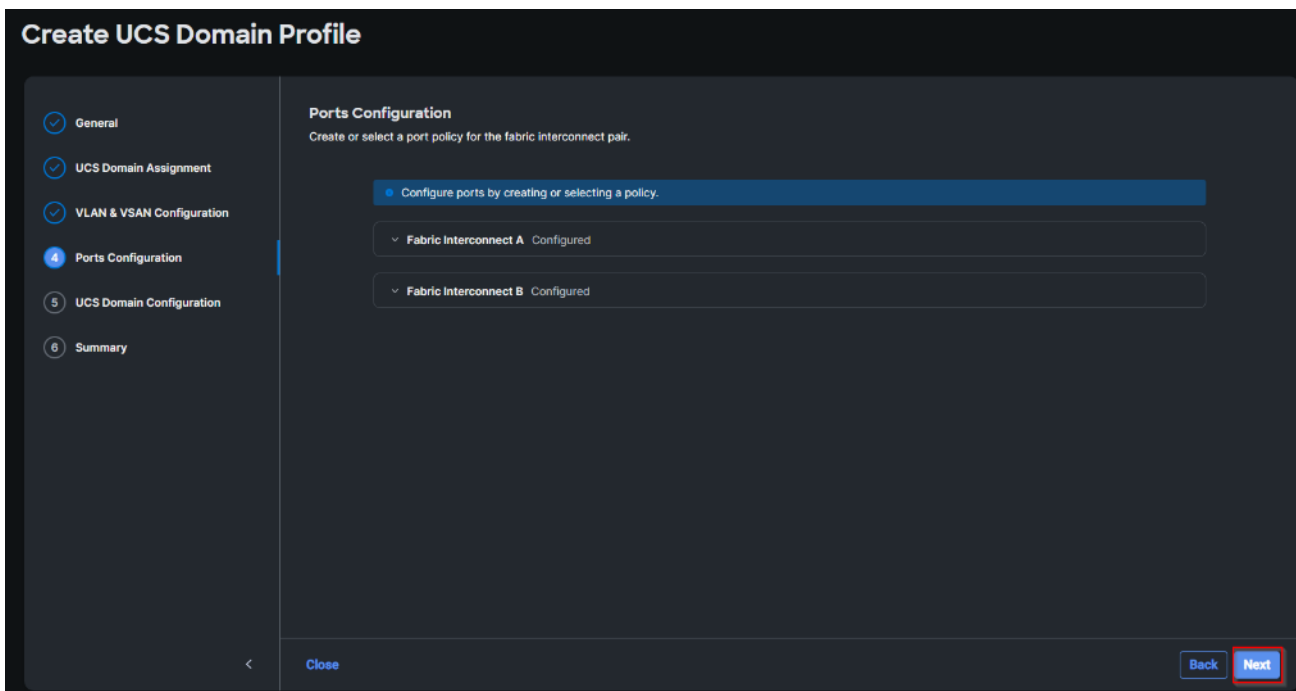 Create UCS Domain Profile
General
UCS Domain Assignment
VLAN & VSAN Configuration
4 Ports Configuration
5 UCS Domain Configuration
6 Summary
Ports Configuration
Create or select a port policy for the fabric interconnect pair.
Configure ports by creating or selecting a policy.
Fabric Interconnect A Configured
Fabric Interconnect B Configured
Close
Back
Next